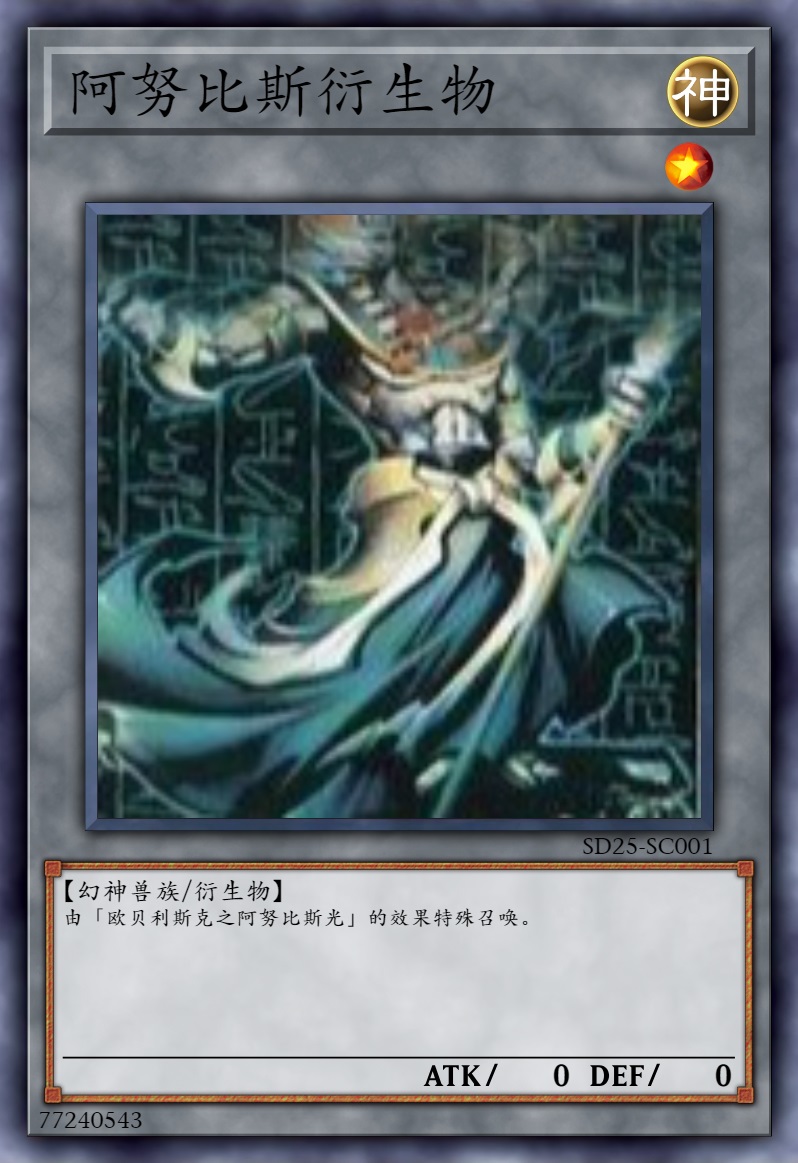 阿努比斯衍生物
神
SD25-SC001
【幻神兽族/衍生物】
由「欧贝利斯克之阿努比斯光」的效果特殊召唤。
ATK/ 0 DEF/ 0
77240543